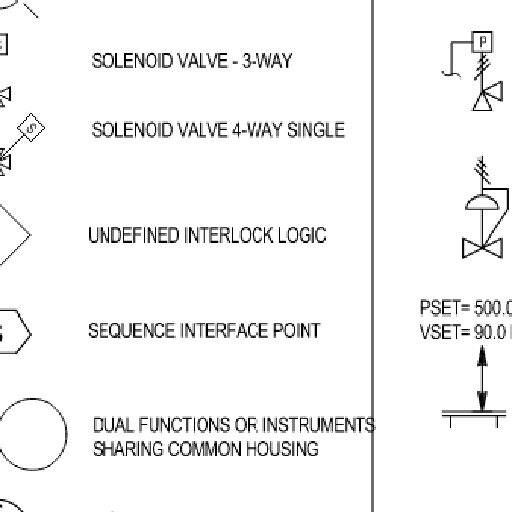 SOLENOID VALVE - 3-WAY
S
SOLENOID VALVE 4-WAY SINGLE
UNDEFINED INTERLOCK LOGIC
SEQUENCE INTERFACE POINT
DUAL FUNCTIONS OR INSTRUMENTS
SHARING COMMON HOUSING
P
PSET= 500.0
VSET= 90.0